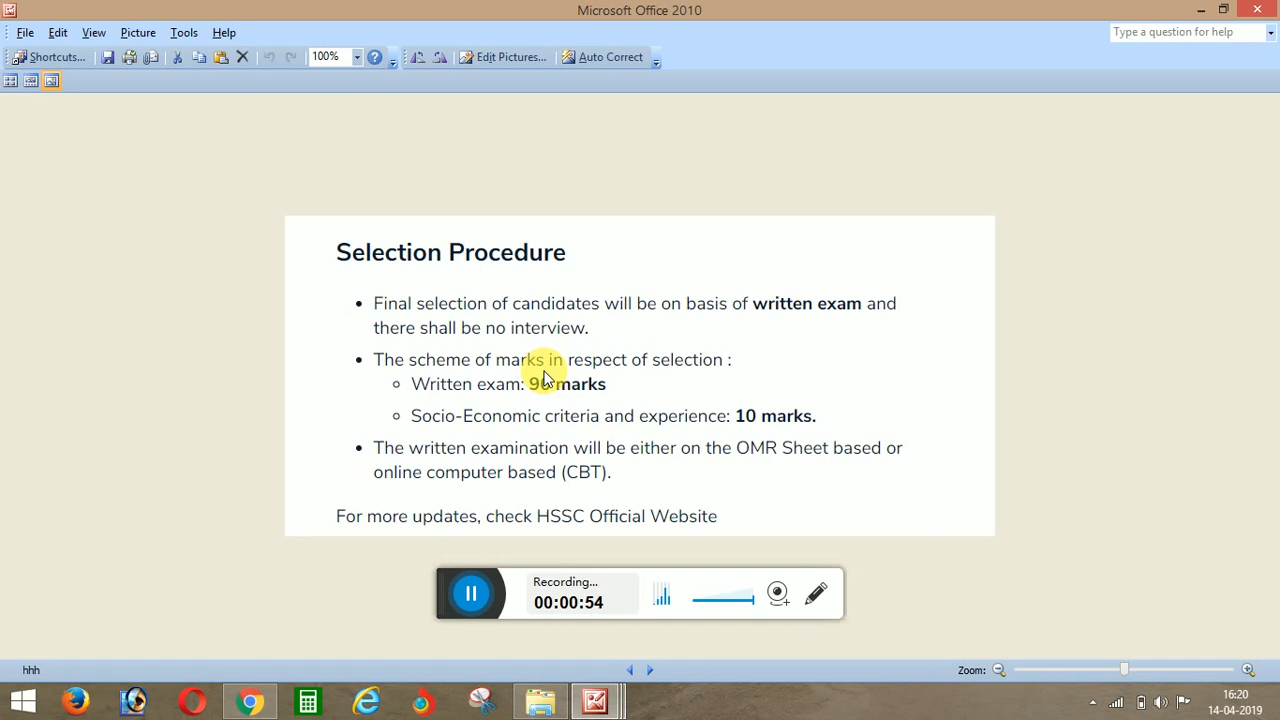 Microsoft Office 2010
File Edit View Picture Tools Help
Type a question for help
Shortcuts... 100% Edit Pictures... Auto Correct
Selection Procedure
• Final selection of candidates will be on basis of written exam and
there shall be no interview.
• The scheme of marks in respect of selection :
Written exam: 90 marks
Socio-Economic criteria and experience: 10 marks.
• The written examination will be either on the OMR Sheet based or
online computer based (CBT).
For more updates, check HSSC Official Website
Recording...
00:00:54
hhh
Zoom:
16:20
14-04-2019